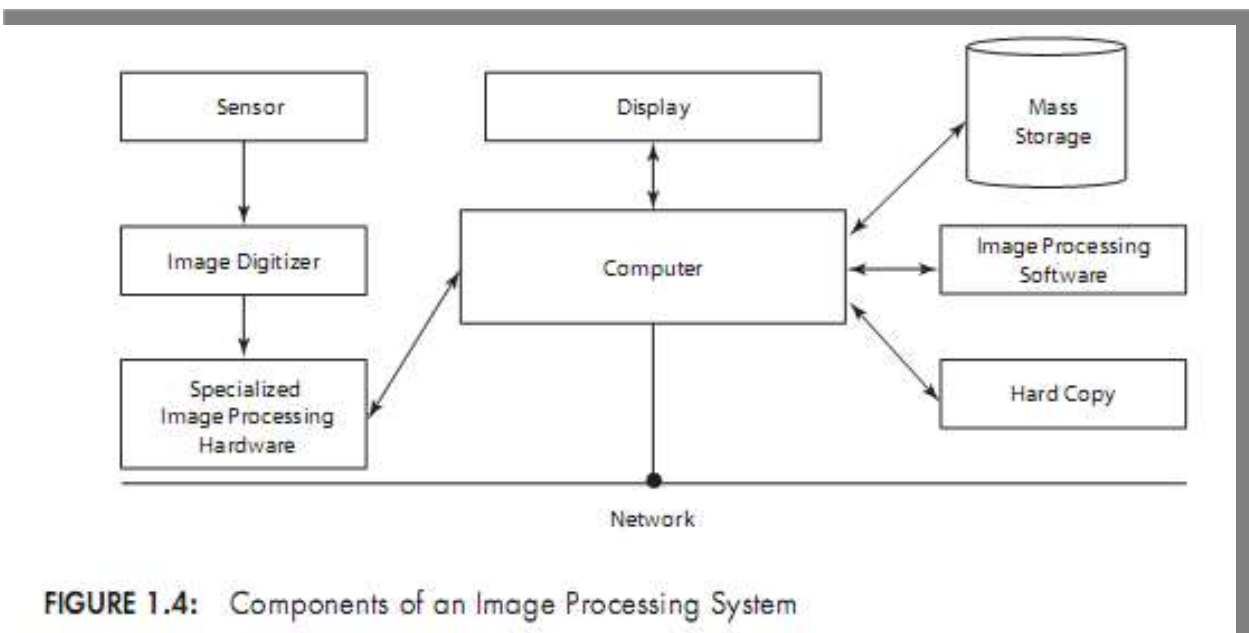 Sensor
Display
Mass
Storage
Image Digitizer
Computer
Image Processing
Software
Specialized
Image Processing
Hardware
Hard Copy
Network
FIGURE 1.4: Components of an Image Processing System